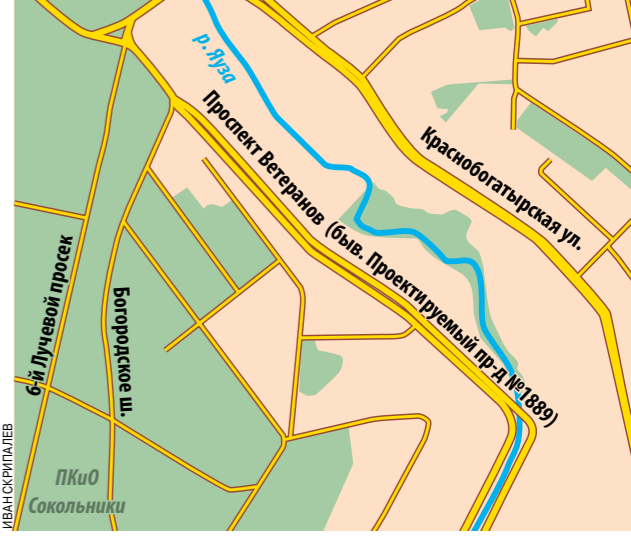 р. Яуза
Проспект Ветеранов (быв. Проектируемый пр-д №1889)
Краснобогатырская ул.
6-й Лучевой просек
Богородское ш.
ПКиО
Сокольники
ИВАН СКРИПАЛЕВ